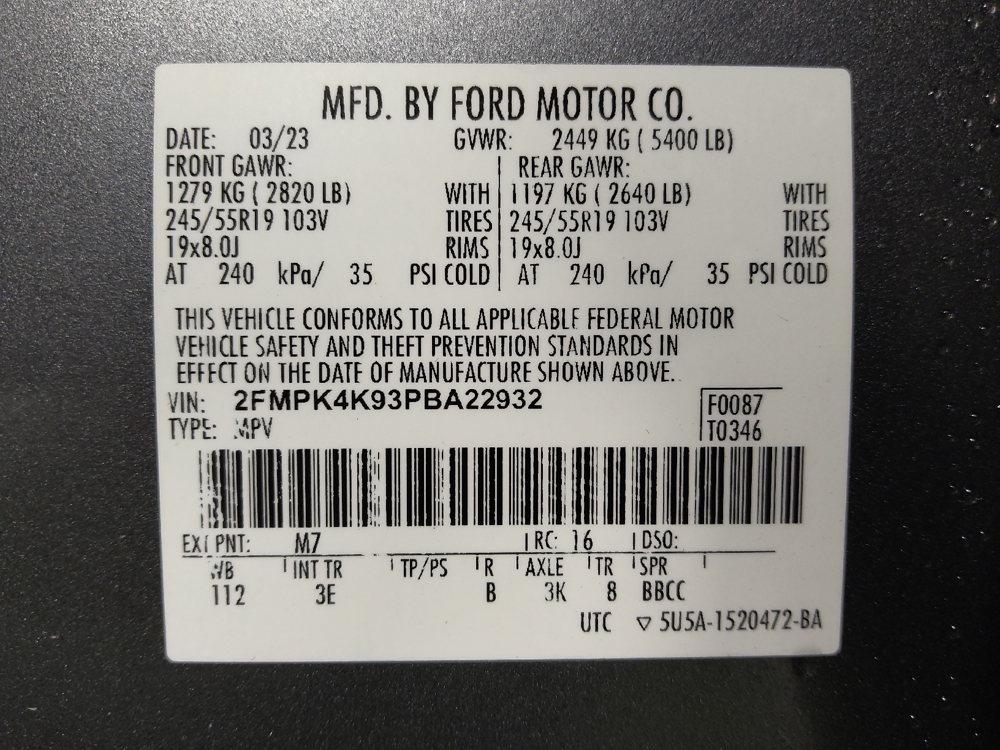 MFD. BY FORD MOTOR CO.
DATE: 03/23 GVWR: 2449 KG ( 5400 LB)
FRONT GAWR: REAR GAWR:
1279 KG ( 2820 LB) WITH 1197 KG ( 2640 LB) WITH
245/55R19 103V TIRES 245/55R19 103V TIRES
19x8.0J RIMS 19x8.0J RIMS
AT 240 kPa/ 35 PSI COLD AT 240 kPa/ 35 PSI COLD
THIS VEHICLE CONFORMS TO ALL APPLICABLE FEDERAL MOTOR
VEHICLE SAFETY AND THEFT PREVENTION STANDARDS IN
EFFECT ON THE DATE OF MANUFACTURE SHOWN ABOVE.
VIN: 2FMPK4K93PBA22932 F0087
TYPE: MPV T0346
EXT PNT: M7 RC: 16 DSO:
WB INT TR TP/PS R AXLE TR SPR
112 3E B 3K 8 BBCC
UTC ▽ 5U5A-1520472-BA